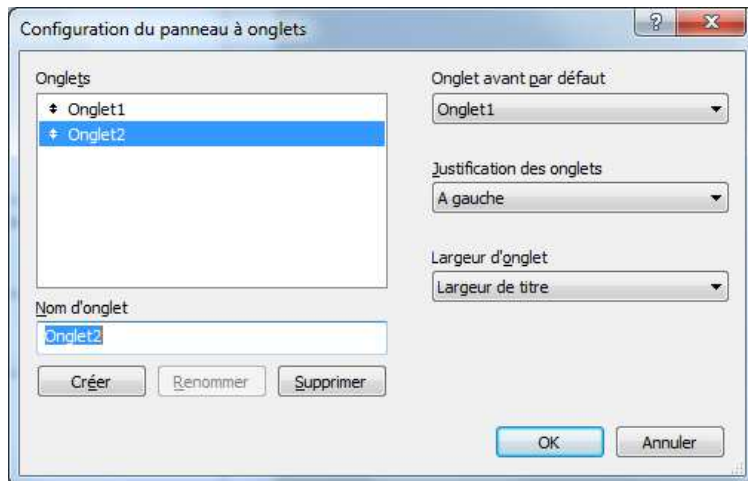 Configuration du panneau à onglets
Onglets
Onglet1
Onglet2
Nom d'onglet
Onglet2
Créer
Renommer
Supprimer
Onglet avant par défaut
Onglet1
Justification des onglets
A gauche
Largeur d'onglet
Largeur de titre
OK
Annuler